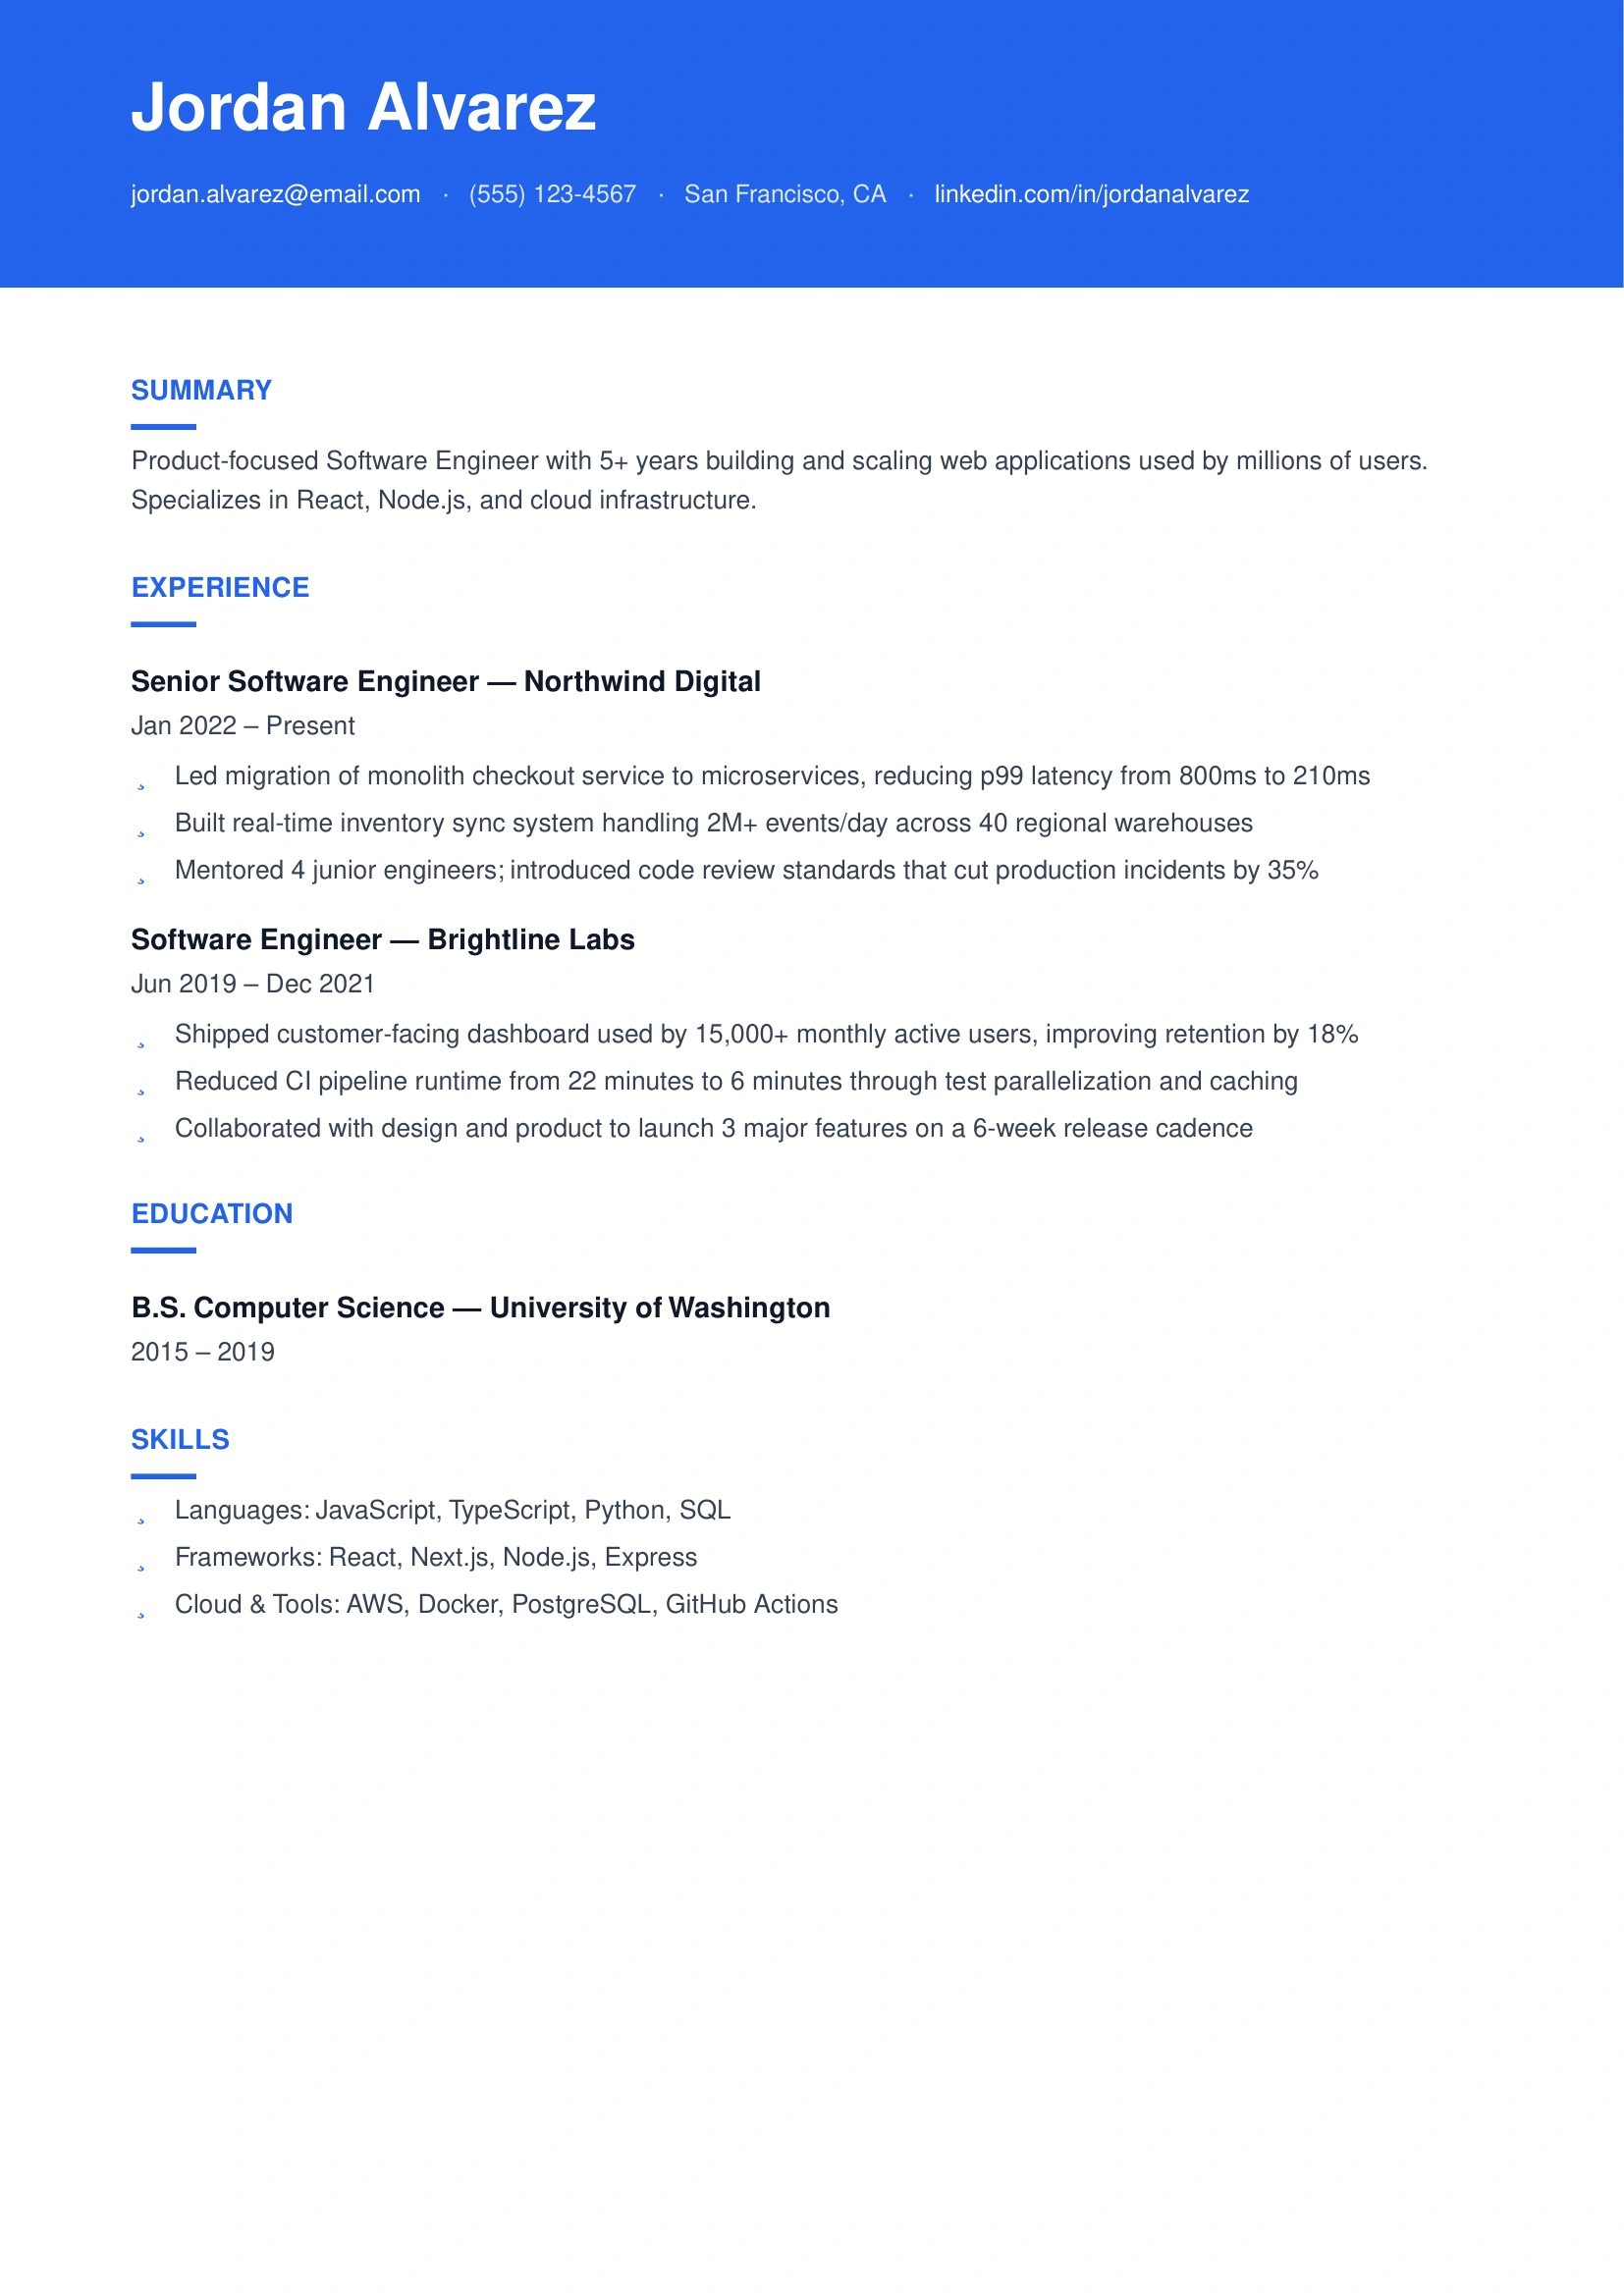 Jordan Alvarez
jordan.alvarez@email.com · (555) 123-4567 · San Francisco, CA · linkedin.com/in/jordanalvarez
SUMMARY
Product-focused Software Engineer with 5+ years building and scaling web applications used by millions of users.
Specializes in React, Node.js, and cloud infrastructure.
EXPERIENCE
Senior Software Engineer — Northwind Digital
Jan 2022 – Present
Led migration of monolith checkout service to microservices, reducing p99 latency from 800ms to 210ms
Built real-time inventory sync system handling 2M+ events/day across 40 regional warehouses
Mentored 4 junior engineers; introduced code review standards that cut production incidents by 35%
Software Engineer — Brightline Labs
Jun 2019 – Dec 2021
Shipped customer-facing dashboard used by 15,000+ monthly active users, improving retention by 18%
Reduced CI pipeline runtime from 22 minutes to 6 minutes through test parallelization and caching
Collaborated with design and product to launch 3 major features on a 6-week release cadence
EDUCATION
B.S. Computer Science — University of Washington
2015 – 2019
SKILLS
Languages: JavaScript, TypeScript, Python, SQL
Frameworks: React, Next.js, Node.js, Express
Cloud & Tools: AWS, Docker, PostgreSQL, GitHub Actions